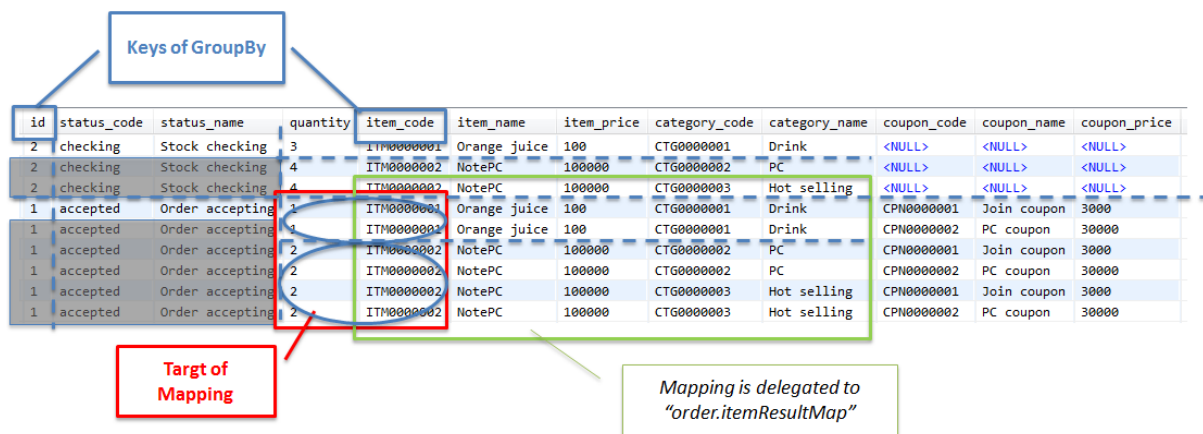 Keys of GroupBy
id status_code status_name quantity item_code item_name item_price category_code category_name coupon_code coupon_name coupon_price
2 checking Stock checking 3 ITM0000001 Orange juice 100 CTG0000001 Drink <NULL> <NULL> <NULL>
2 checking Stock checking 4 ITM0000002 NotePC 100000 CTG0000002 PC <NULL> <NULL> <NULL>
2 checking Stock checking 4 ITM0000002 NotePC 100000 CTG0000003 Hot selling <NULL> <NULL> <NULL>
1 accepted Order accepting 1 ITM0000001 Orange juice 100 CTG0000001 Drink CPN0000001 Join coupon 3000
1 accepted Order accepting 1 ITM0000001 Orange juice 100 CTG0000001 Drink CPN0000002 PC coupon 30000
1 accepted Order accepting 2 ITM0000002 NotePC 100000 CTG0000002 PC CPN0000001 Join coupon 3000
1 accepted Order accepting 2 ITM0000002 NotePC 100000 CTG0000002 PC CPN0000002 PC coupon 30000
1 accepted Order accepting 2 ITM0000002 NotePC 100000 CTG0000003 Hot selling CPN0000001 Join coupon 3000
1 accepted Order accepting 2 ITM0000002 NotePC 100000 CTG0000003 Hot selling CPN0000002 PC coupon 30000
Targt of
Mapping
Mapping is delegated to
“order.itemResultMap”